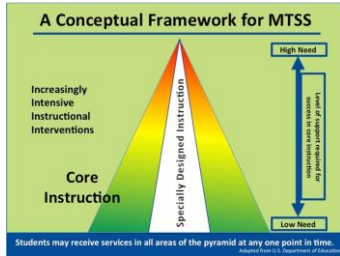 A Conceptual Framework for MTSS
High Need
Increasingly
Intensive
Instructional
Interventions
Specially Designed Instruction
Level of support required for
success in core instruction
Core
Instruction
Low Need
Students may receive services in all areas of the pyramid at any one point in time.
Adapted from U.S. Department of Education